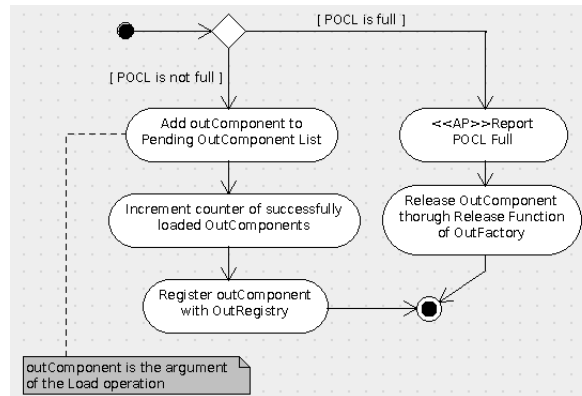 [ POCL is full ]
[ POCL is not full ]
Add outComponent to
Pending OutComponent List
<<AP>>Report
POCL Full
Increment counter of successfully
loaded OutComponents
Release OutComponent
thorugh Release Function
of OutFactory
Register outComponent
with OutRegistry
outComponent is the argument
of the Load operation